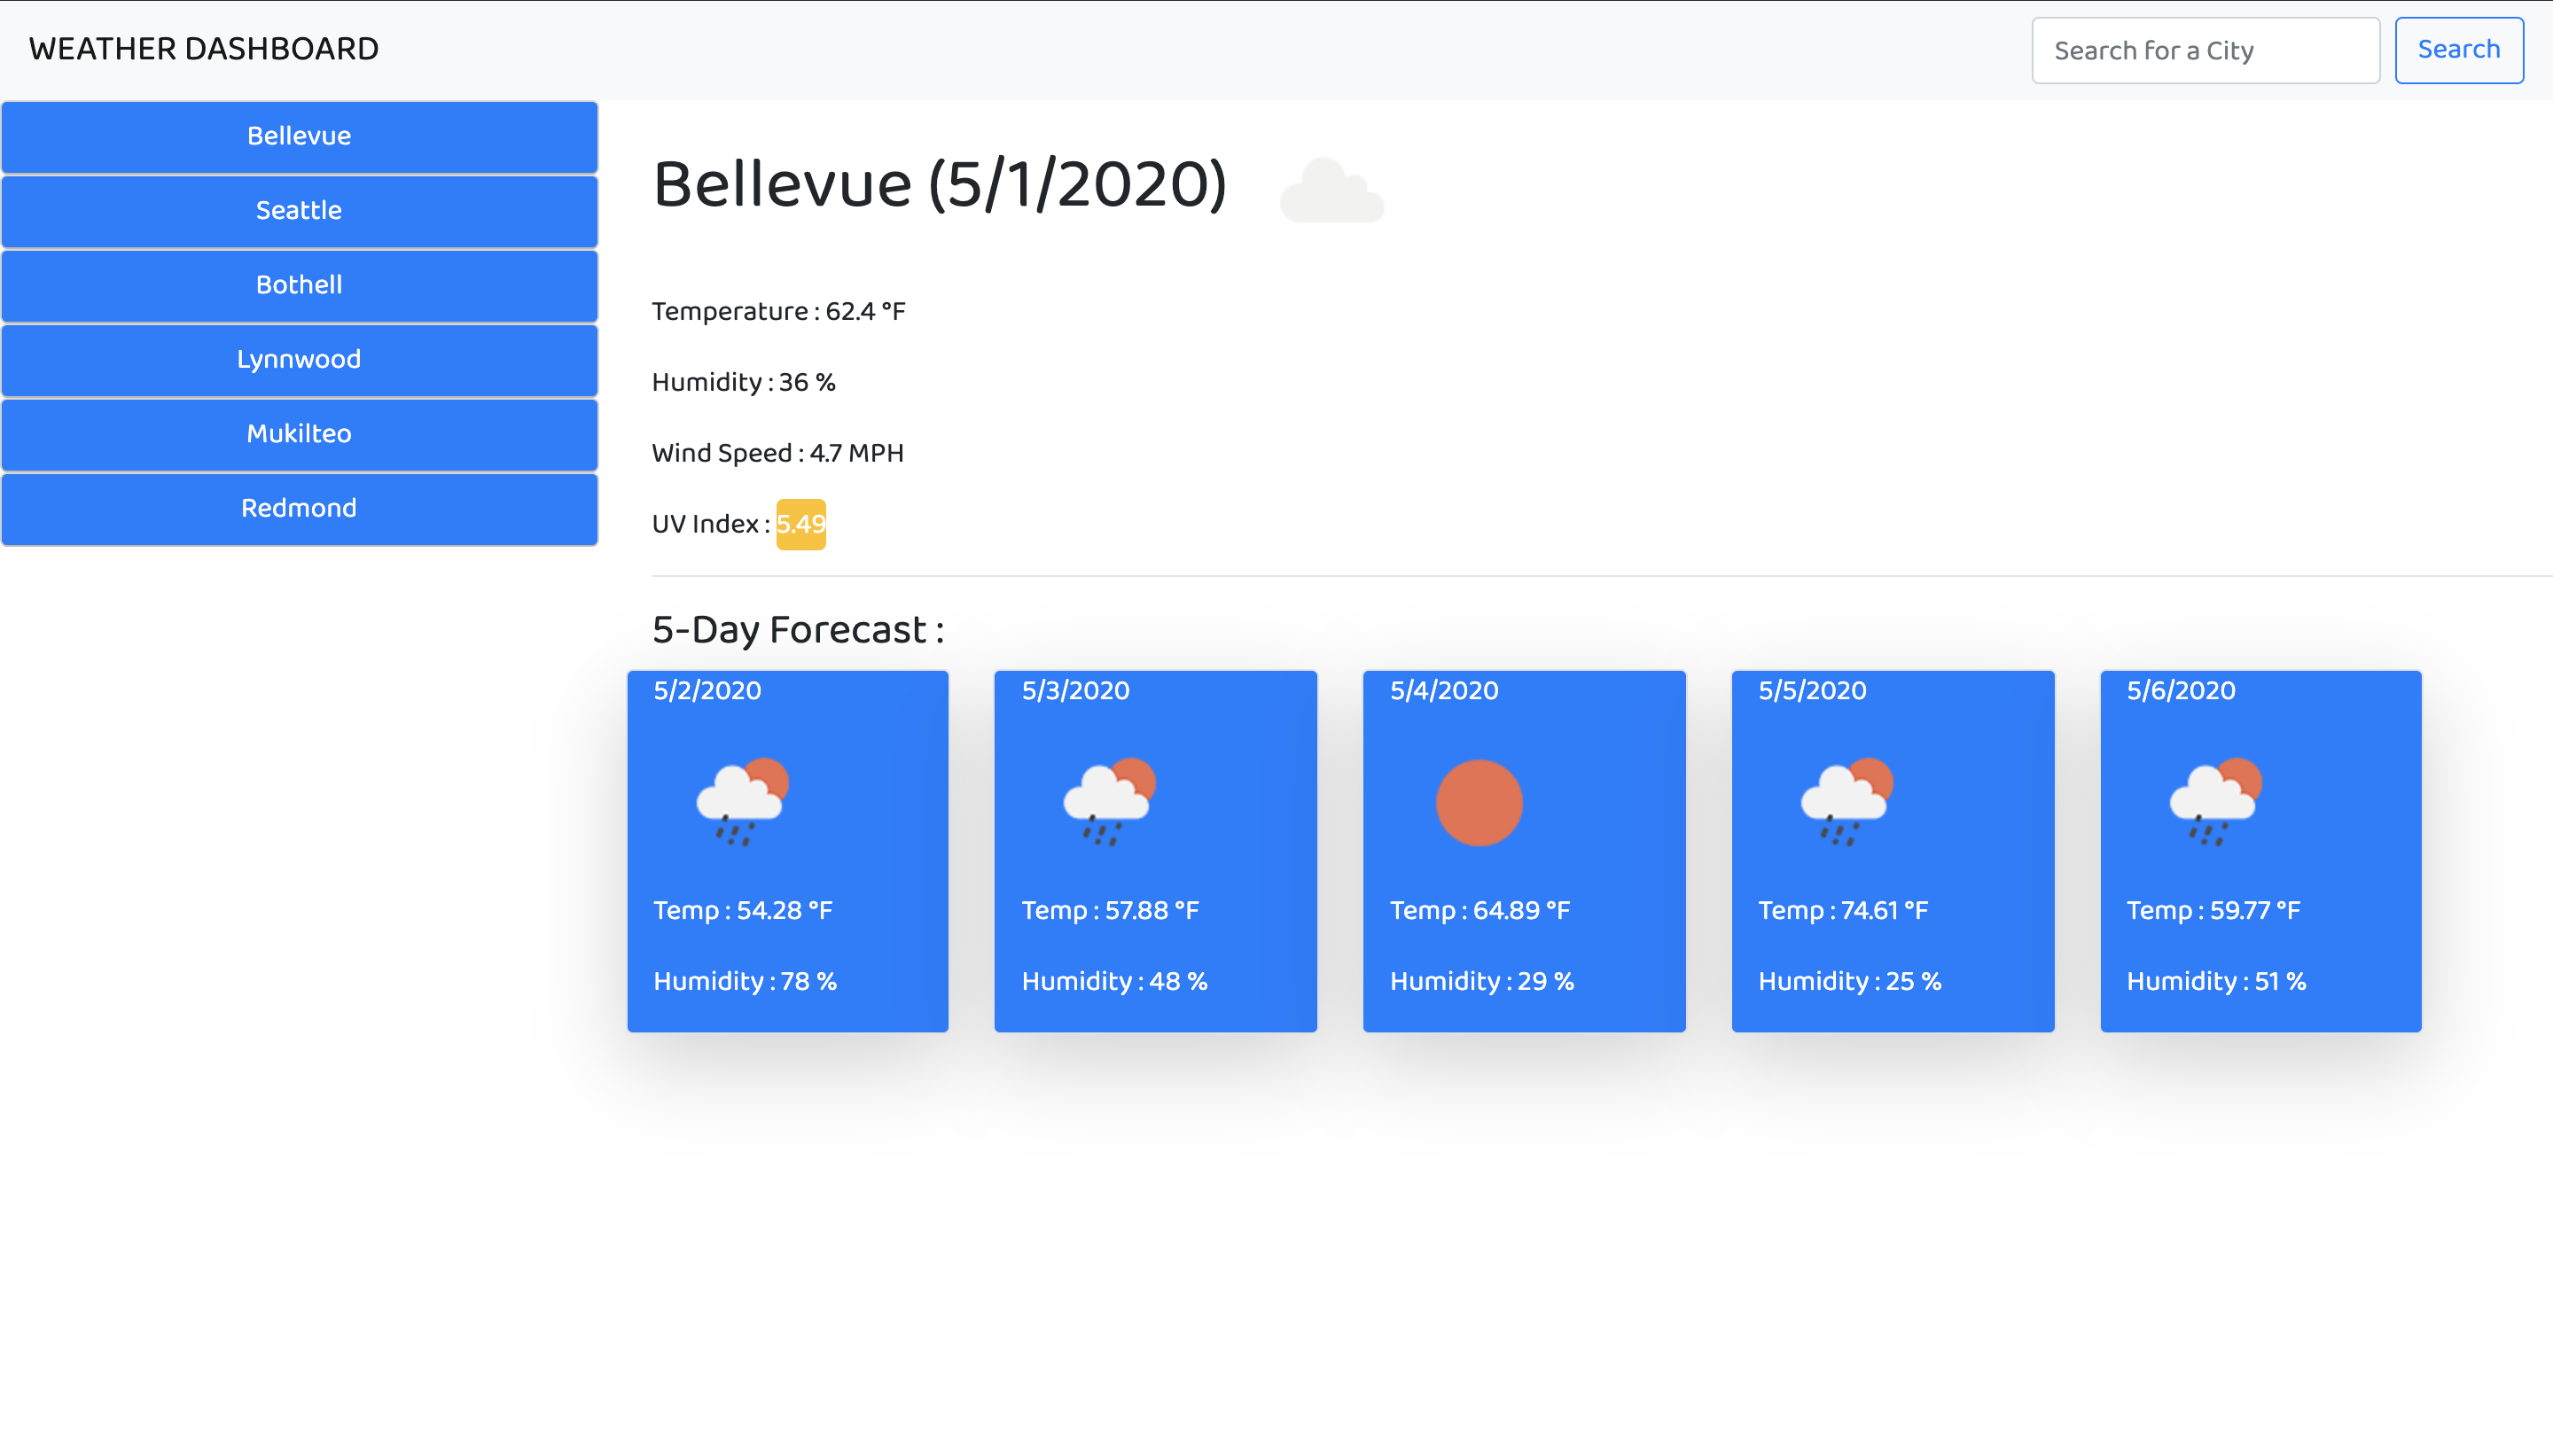 WEATHER DASHBOARD
Search for a City
Search
Bellevue
Seattle
Bothell
Lynnwood
Mukilteo
Redmond
Bellevue (5/1/2020)
Temperature : 62.4 °F
Humidity : 36 %
Wind Speed : 4.7 MPH
UV Index : 5.49
5-Day Forecast :
5/2/2020
Temp : 54.28 °F
Humidity : 78 %
5/3/2020
Temp : 57.88 °F
Humidity : 48 %
5/4/2020
Temp : 64.89 °F
Humidity : 29 %
5/5/2020
Temp : 74.61 °F
Humidity : 25 %
5/6/2020
Temp : 59.77 °F
Humidity : 51 %